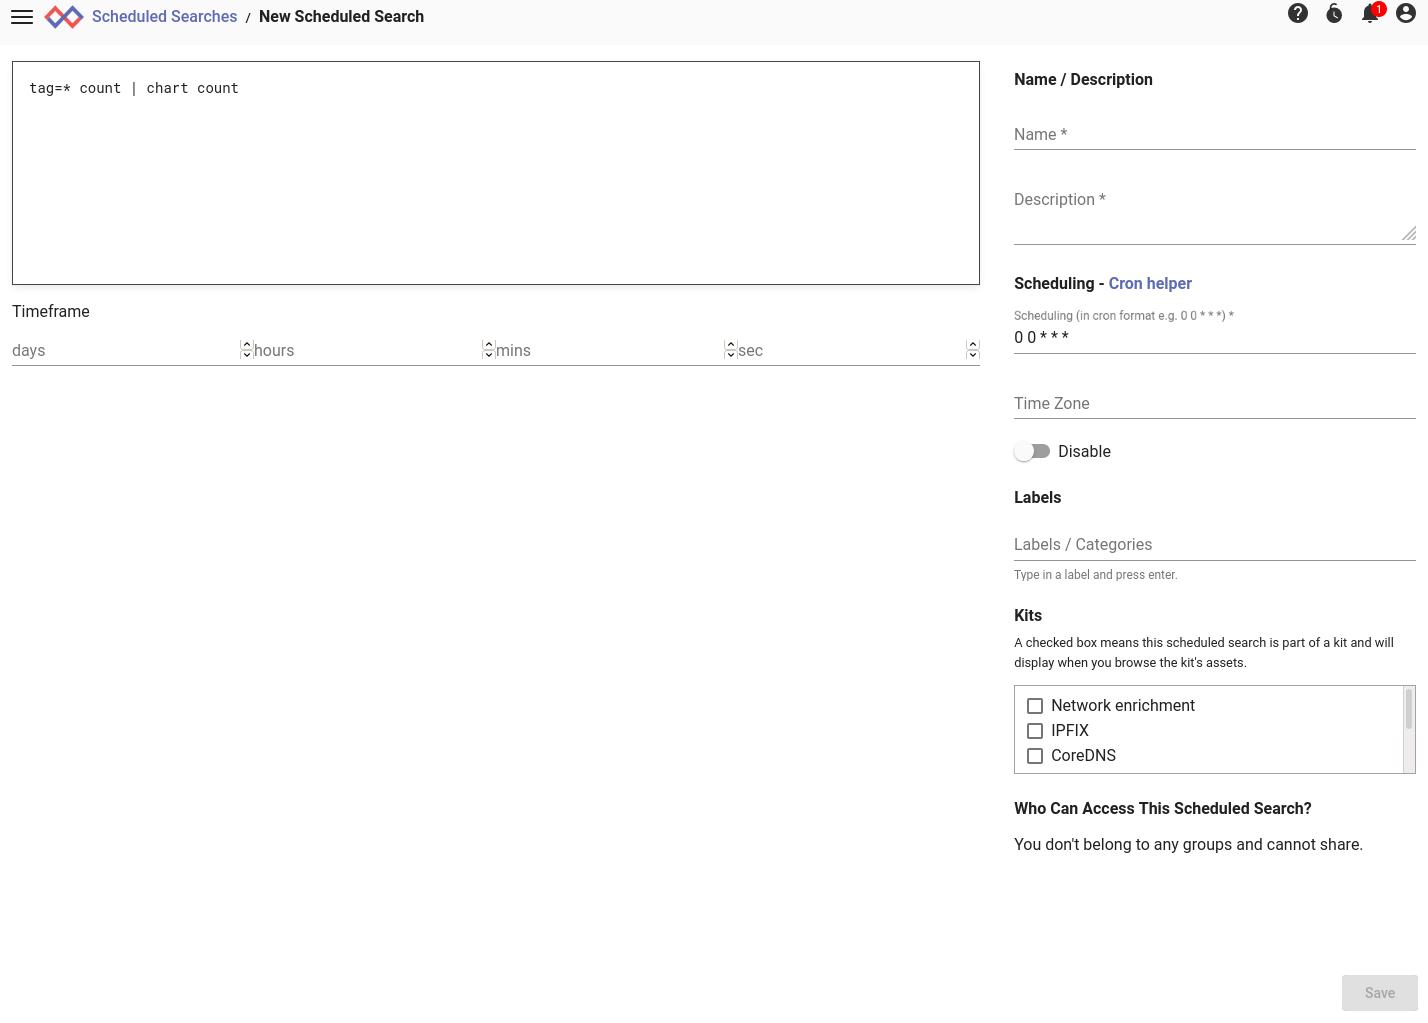 Scheduled Searches / New Scheduled Search
1
tag=* count | chart count
Timeframe
days hours mins sec
Name / Description
Name *
Description *
Scheduling - Cron helper
Scheduling (in cron format e.g. 0 0 * * *) *
0 0 * * *
Time Zone
Disable
Labels
Labels / Categories
Type in a label and press enter.
Kits
A checked box means this scheduled search is part of a kit and will
display when you browse the kit's assets.
Network enrichment
IPFIX
CoreDNS
Who Can Access This Scheduled Search?
You don't belong to any groups and cannot share.
Save